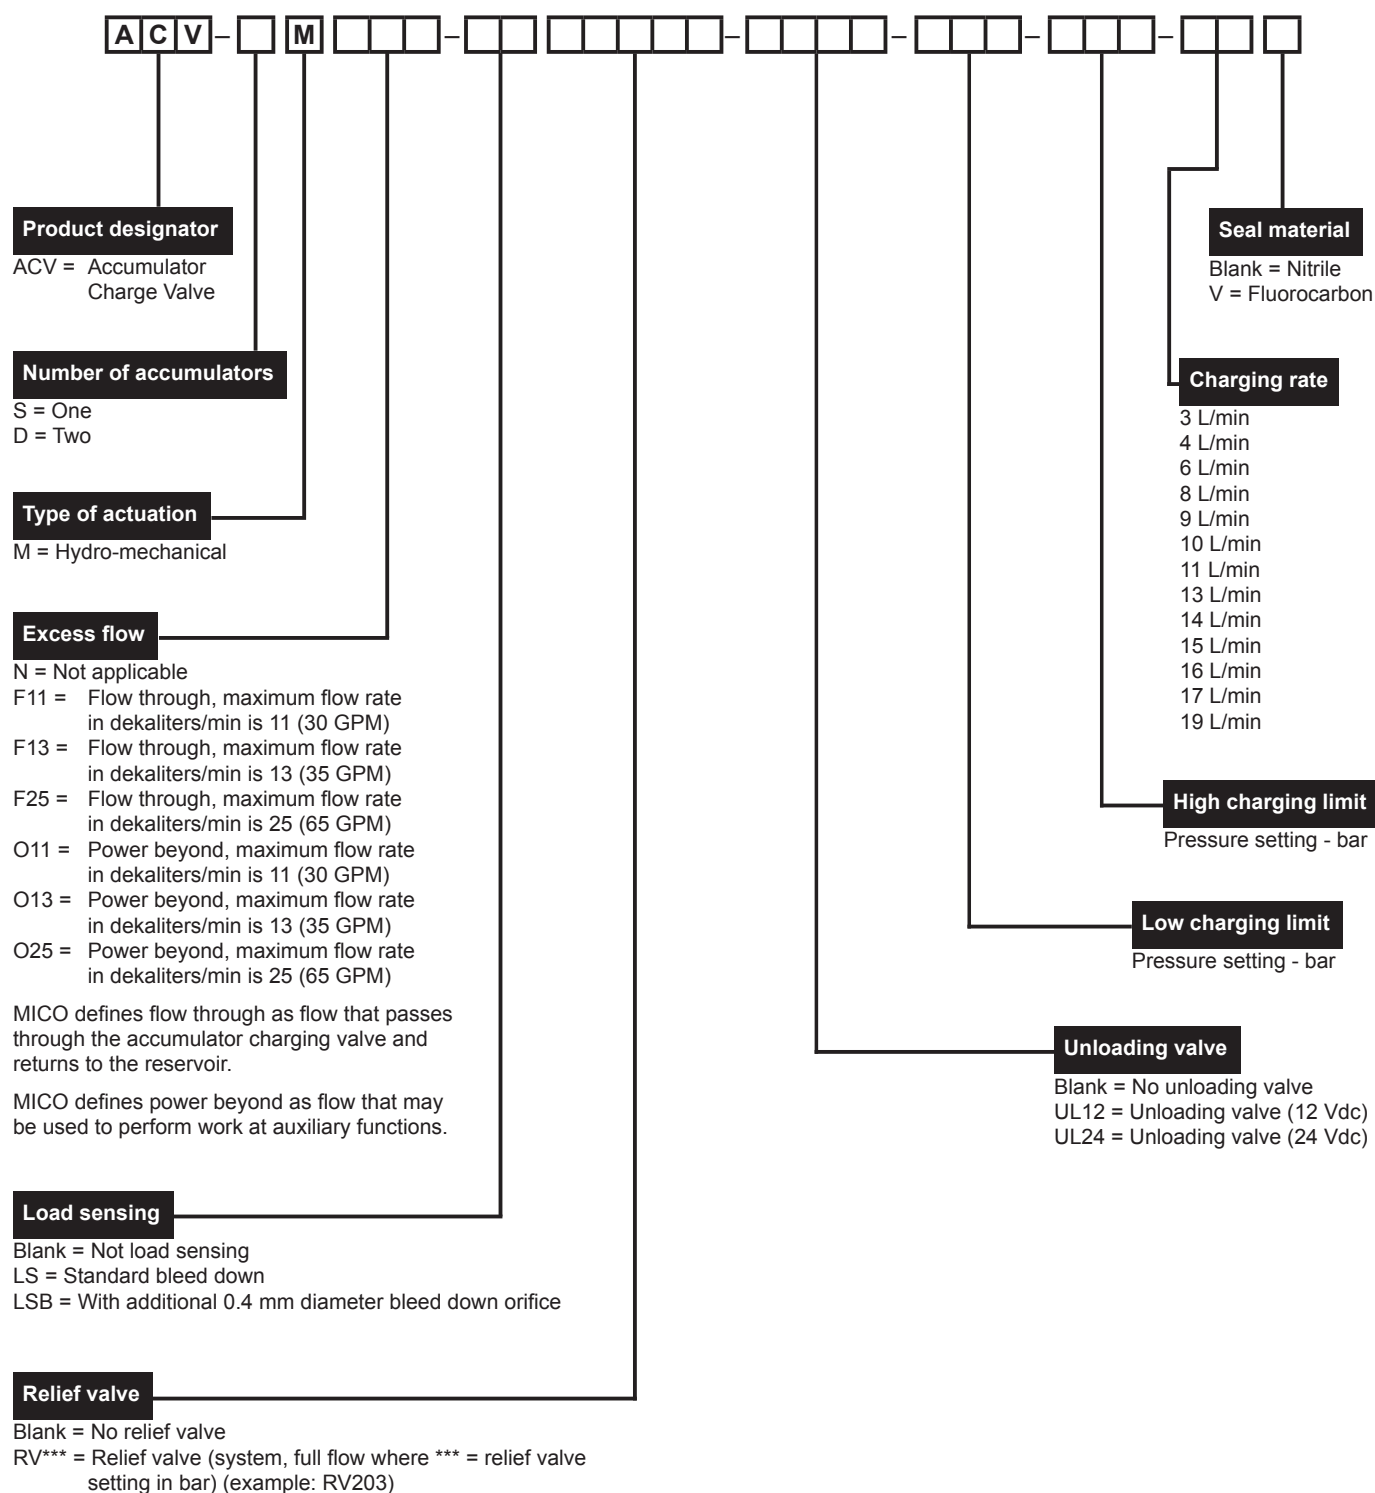 A C V – M – – – – –
Product designator
ACV = Accumulator
Charge Valve
Number of accumulators
S = One
D = Two
Type of actuation
M = Hydro-mechanical
Excess flow
N = Not applicable
F11 = Flow through, maximum flow rate
in dekaliters/min is 11 (30 GPM)
F13 = Flow through, maximum flow rate
in dekaliters/min is 13 (35 GPM)
F25 = Flow through, maximum flow rate
in dekaliters/min is 25 (65 GPM)
O11 = Power beyond, maximum flow rate
in dekaliters/min is 11 (30 GPM)
O13 = Power beyond, maximum flow rate
in dekaliters/min is 13 (35 GPM)
O25 = Power beyond, maximum flow rate
in dekaliters/min is 25 (65 GPM)
MICO defines flow through as flow that passes
through the accumulator charging valve and
returns to the reservoir.
MICO defines power beyond as flow that may
be used to perform work at auxiliary functions.
Load sensing
Blank = Not load sensing
LS = Standard bleed down
LSB = With additional 0.4 mm diameter bleed down orifice
Relief valve
Blank = No relief valve
RV*** = Relief valve (system, full flow where *** = relief valve
setting in bar) (example: RV203)
Seal material
Blank = Nitrile
V = Fluorocarbon
Charging rate
3 L/min
4 L/min
6 L/min
8 L/min
9 L/min
10 L/min
11 L/min
13 L/min
14 L/min
15 L/min
16 L/min
17 L/min
19 L/min
High charging limit
Pressure setting - bar
Low charging limit
Pressure setting - bar
Unloading valve
Blank = No unloading valve
UL12 = Unloading valve (12 Vdc)
UL24 = Unloading valve (24 Vdc)